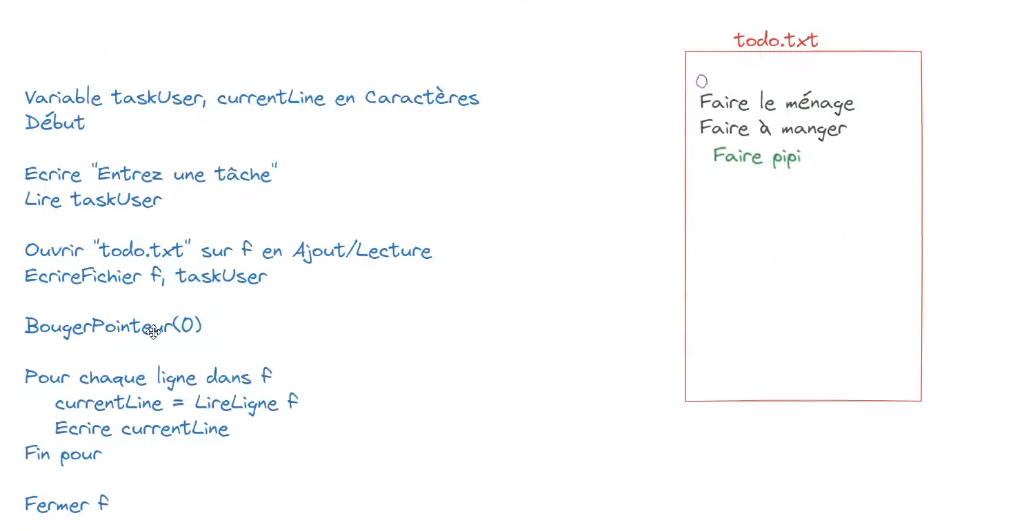 Variable taskUser, currentLine en Caractères
Début
Ecrire "Entrez une tâche"
Lire taskUser
Ouvrir "todo.txt" sur f en Ajout/Lecture
EcrireFichier f, taskUser
BougerPointeur(0)
Pour chaque ligne dans f
currentLine = LireLigne f
Ecrire currentLine
Fin pour
Fermer f
todo.txt
Faire le ménage
Faire à manger
Faire pipi